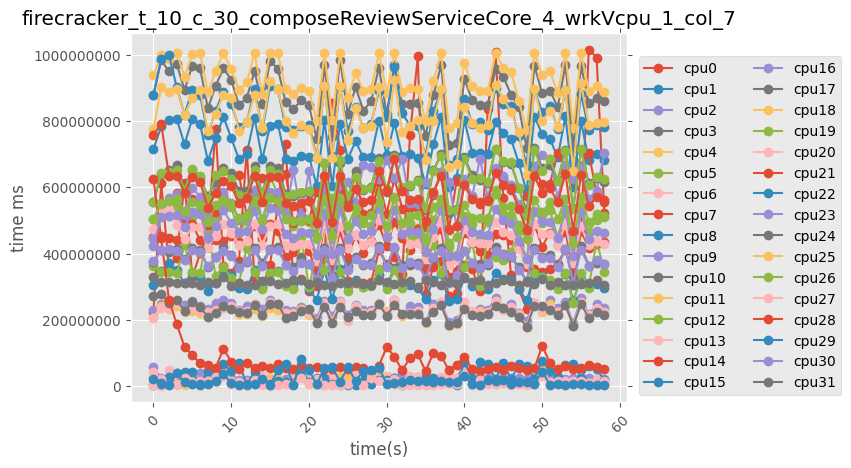 firecracker_t_10_c_30_composeReviewServiceCore_4_wrkVcpu_1_col_7
1000000000
800000000
600000000
400000000
200000000
0
time ms
0
10
20
30
40
50
60
time(s)
cpu0
cpu1
cpu2
cpu3
cpu4
cpu5
cpu6
cpu7
cpu8
cpu9
cpu10
cpu11
cpu12
cpu13
cpu14
cpu15
cpu16
cpu17
cpu18
cpu19
cpu20
cpu21
cpu22
cpu23
cpu24
cpu25
cpu26
cpu27
cpu28
cpu29
cpu30
cpu31